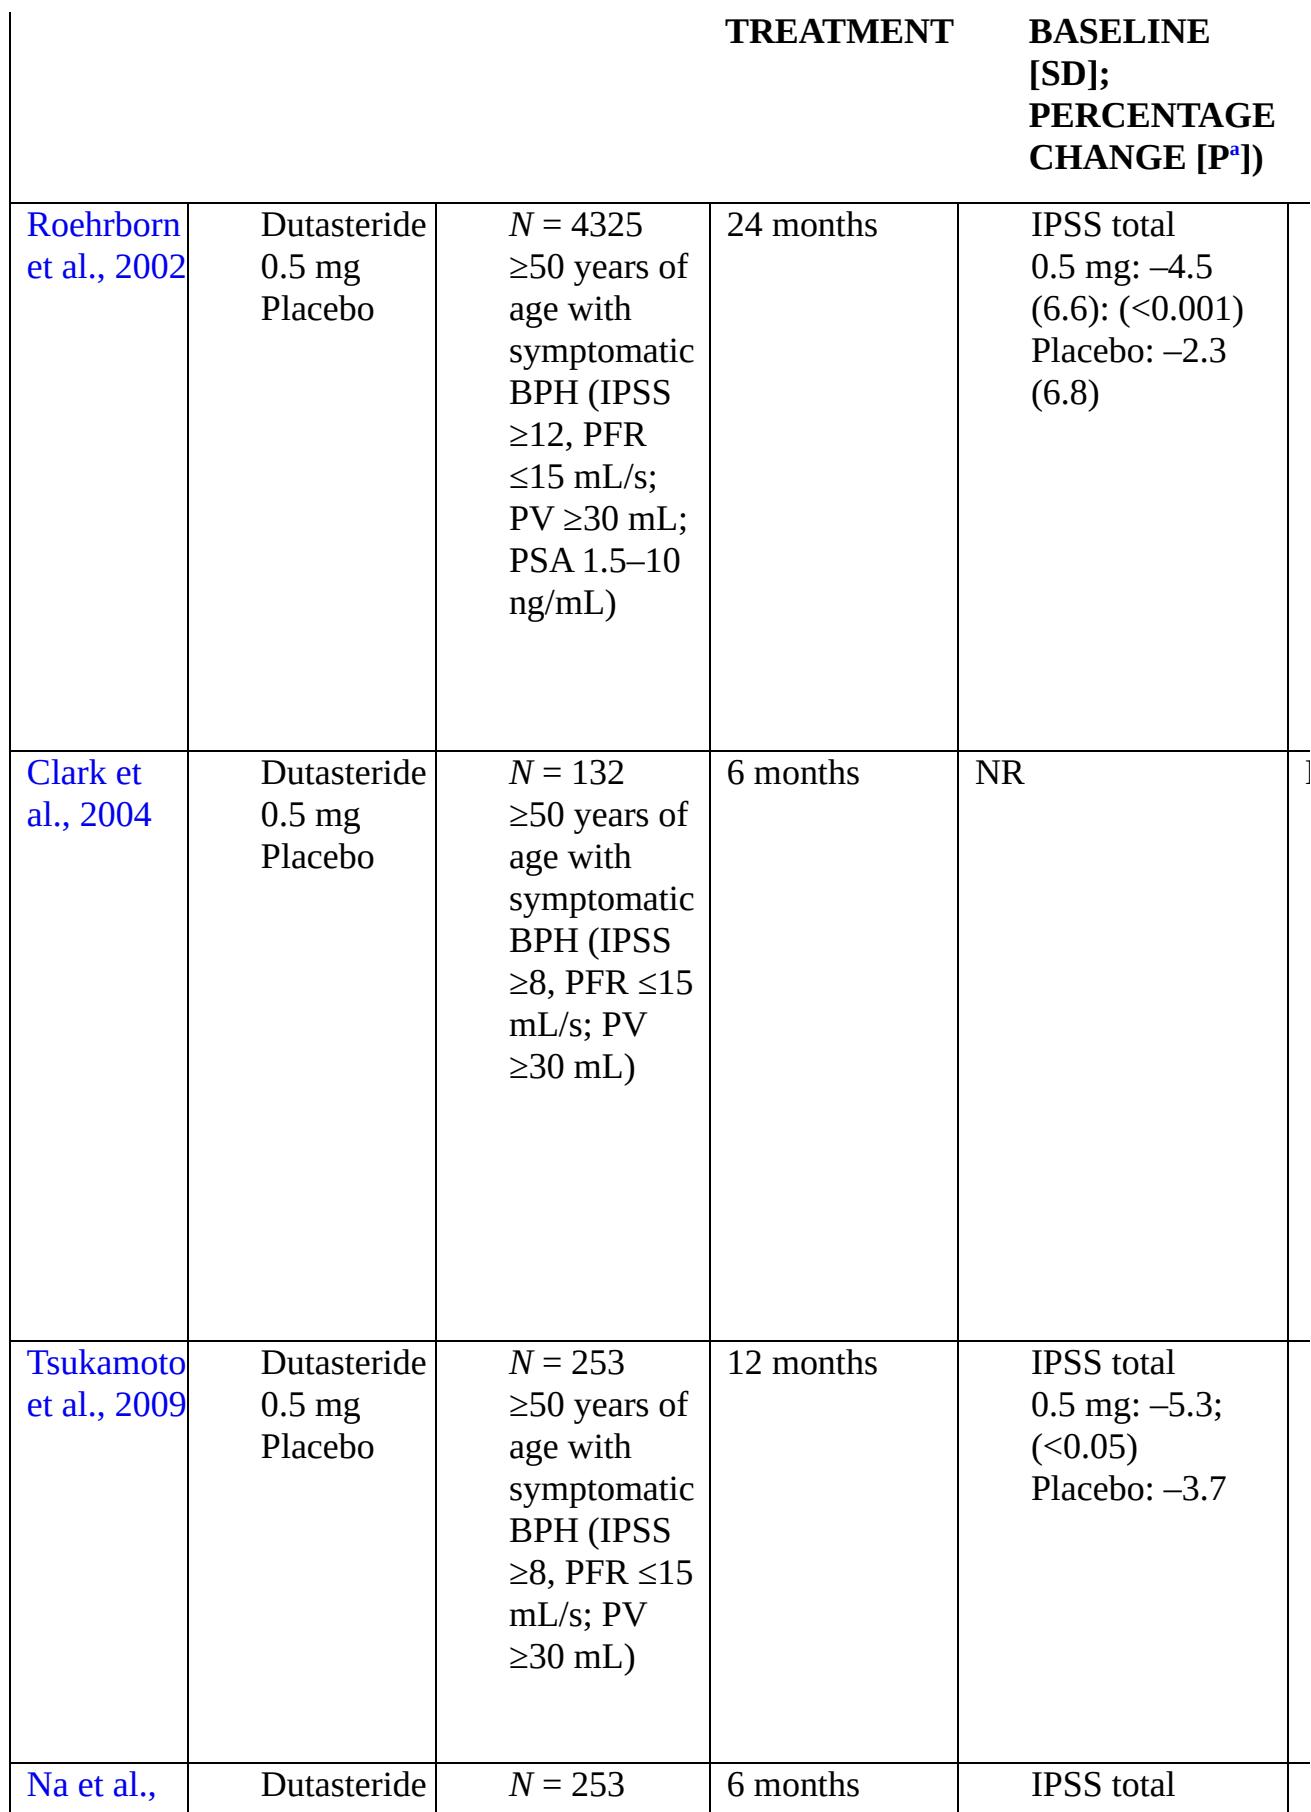 TREATMENT
BASELINE
[SD];
PERCENTAGE
CHANGE [Pᵃ])
Roehrborn
et al., 2002
Dutasteride
0.5 mg
Placebo
N = 4325
≥50 years of
age with
symptomatic
BPH (IPSS
≥12, PFR
≤15 mL/s;
PV ≥30 mL;
PSA 1.5–10
ng/mL)
24 months
IPSS total
0.5 mg: –4.5
(6.6): (<0.001)
Placebo: –2.3
(6.8)
Clark et
al., 2004
Dutasteride
0.5 mg
Placebo
N = 132
≥50 years of
age with
symptomatic
BPH (IPSS
≥8, PFR ≤15
mL/s; PV
≥30 mL)
6 months
NR
Tsukamoto
et al., 2009
Dutasteride
0.5 mg
Placebo
N = 253
≥50 years of
age with
symptomatic
BPH (IPSS
≥8, PFR ≤15
mL/s; PV
≥30 mL)
12 months
IPSS total
0.5 mg: –5.3;
(<0.05)
Placebo: –3.7
Na et al.,
Dutasteride
N = 253
6 months
IPSS total